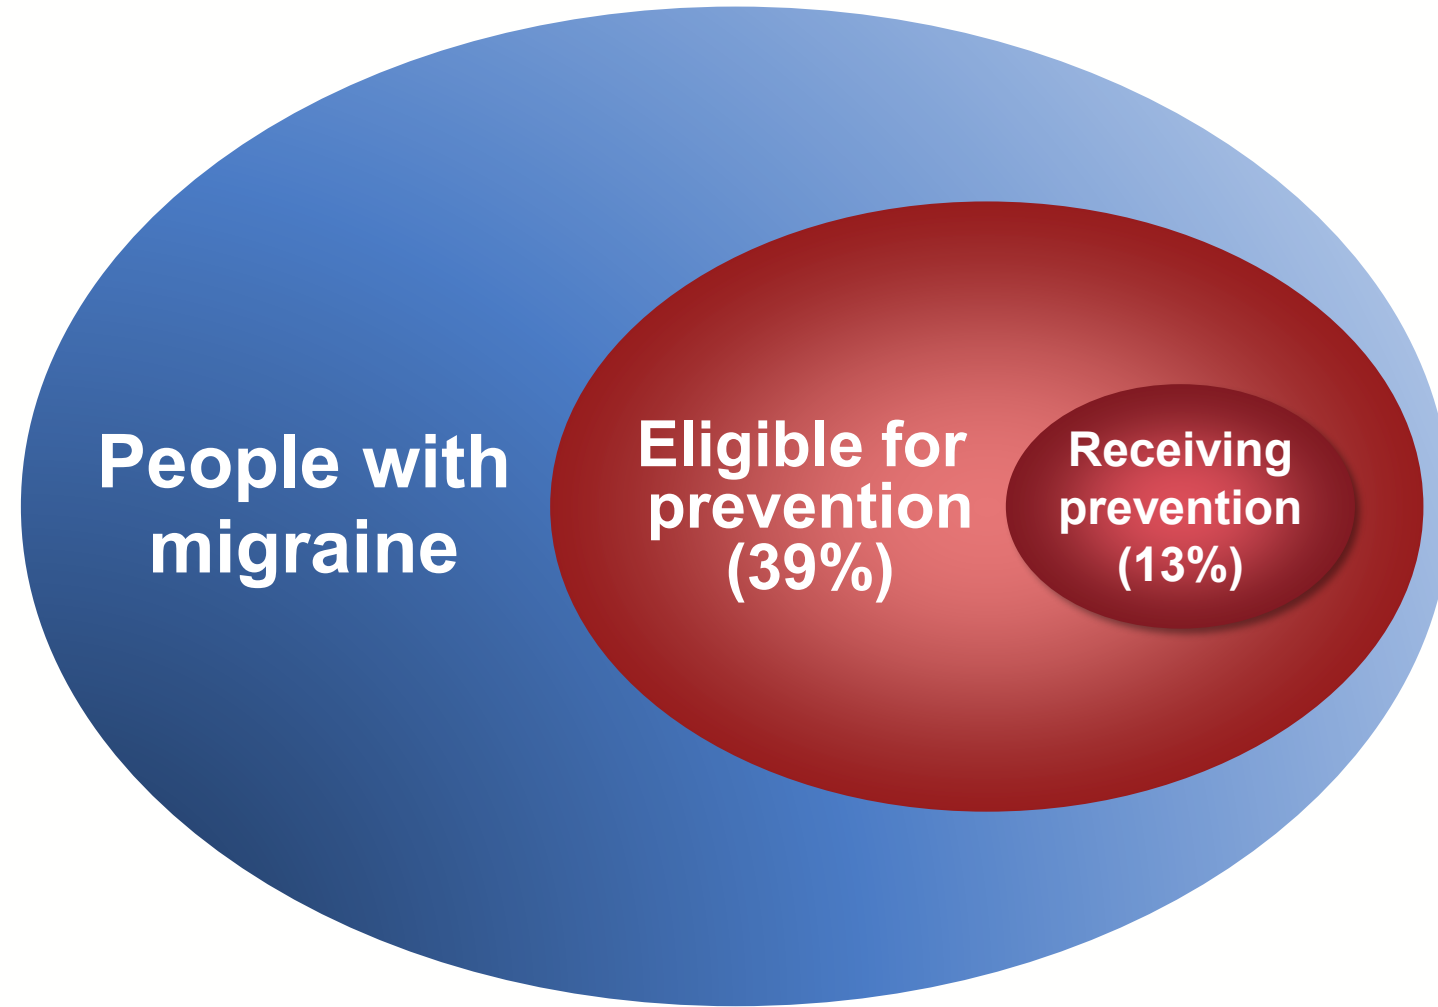 People with
migraine
Eligible for
prevention
(39%)
Receiving
prevention
(13%)